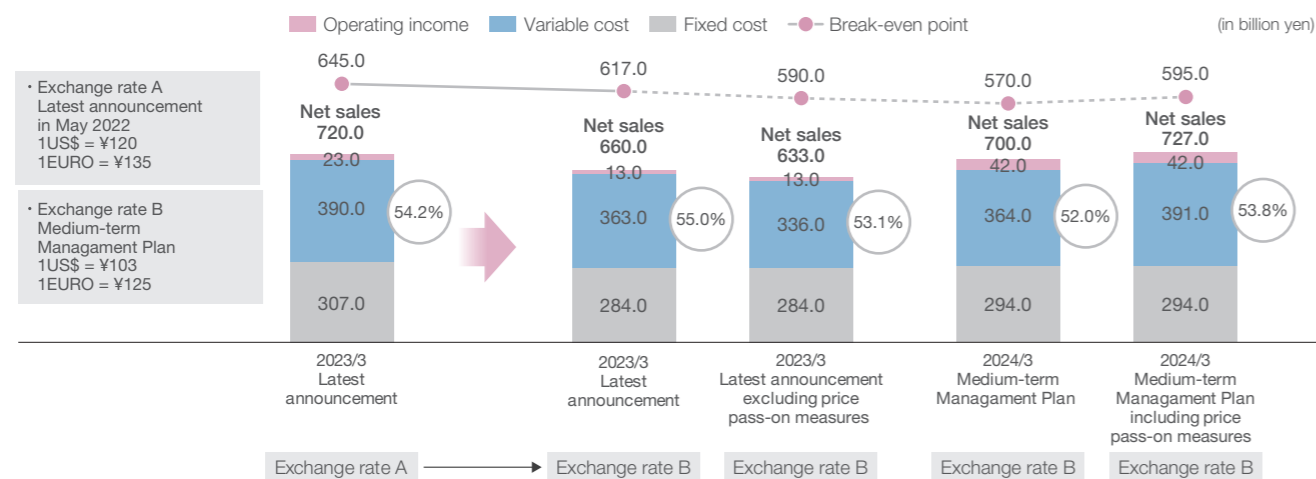 Operating income Variable cost Fixed cost Break-even point (in billion yen)
・Exchange rate A
Latest announcement
in May 2022
1US$ = ¥120
1EURO = ¥135
・Exchange rate B
Medium-term
Managament Plan
1US$ = ¥103
1EURO = ¥125
645.0
Net sales
720.0
23.0
390.0
54.2%
307.0
2023/3
Latest
announcement
Exchange rate A
617.0
Net sales
660.0
13.0
363.0
55.0%
284.0
2023/3
Latest
announcement
Exchange rate B
590.0
Net sales
633.0
13.0
336.0
53.1%
284.0
2023/3
Latest announcement
excluding price
pass-on measures
Exchange rate B
570.0
Net sales
700.0
42.0
364.0
52.0%
294.0
2024/3
Medium-term
Managament Plan
Exchange rate B
595.0
Net sales
727.0
42.0
391.0
53.8%
294.0
2024/3
Medium-term
Managament Plan
including price
pass-on measures
Exchange rate B